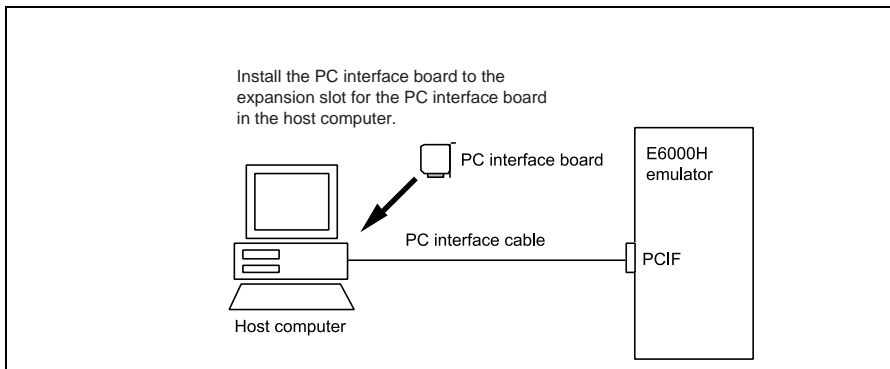 Install the PC interface board to the
expansion slot for the PC interface board
in the host computer.
PC interface board
E6000H
emulator
PC interface cable
PCIF
Host computer